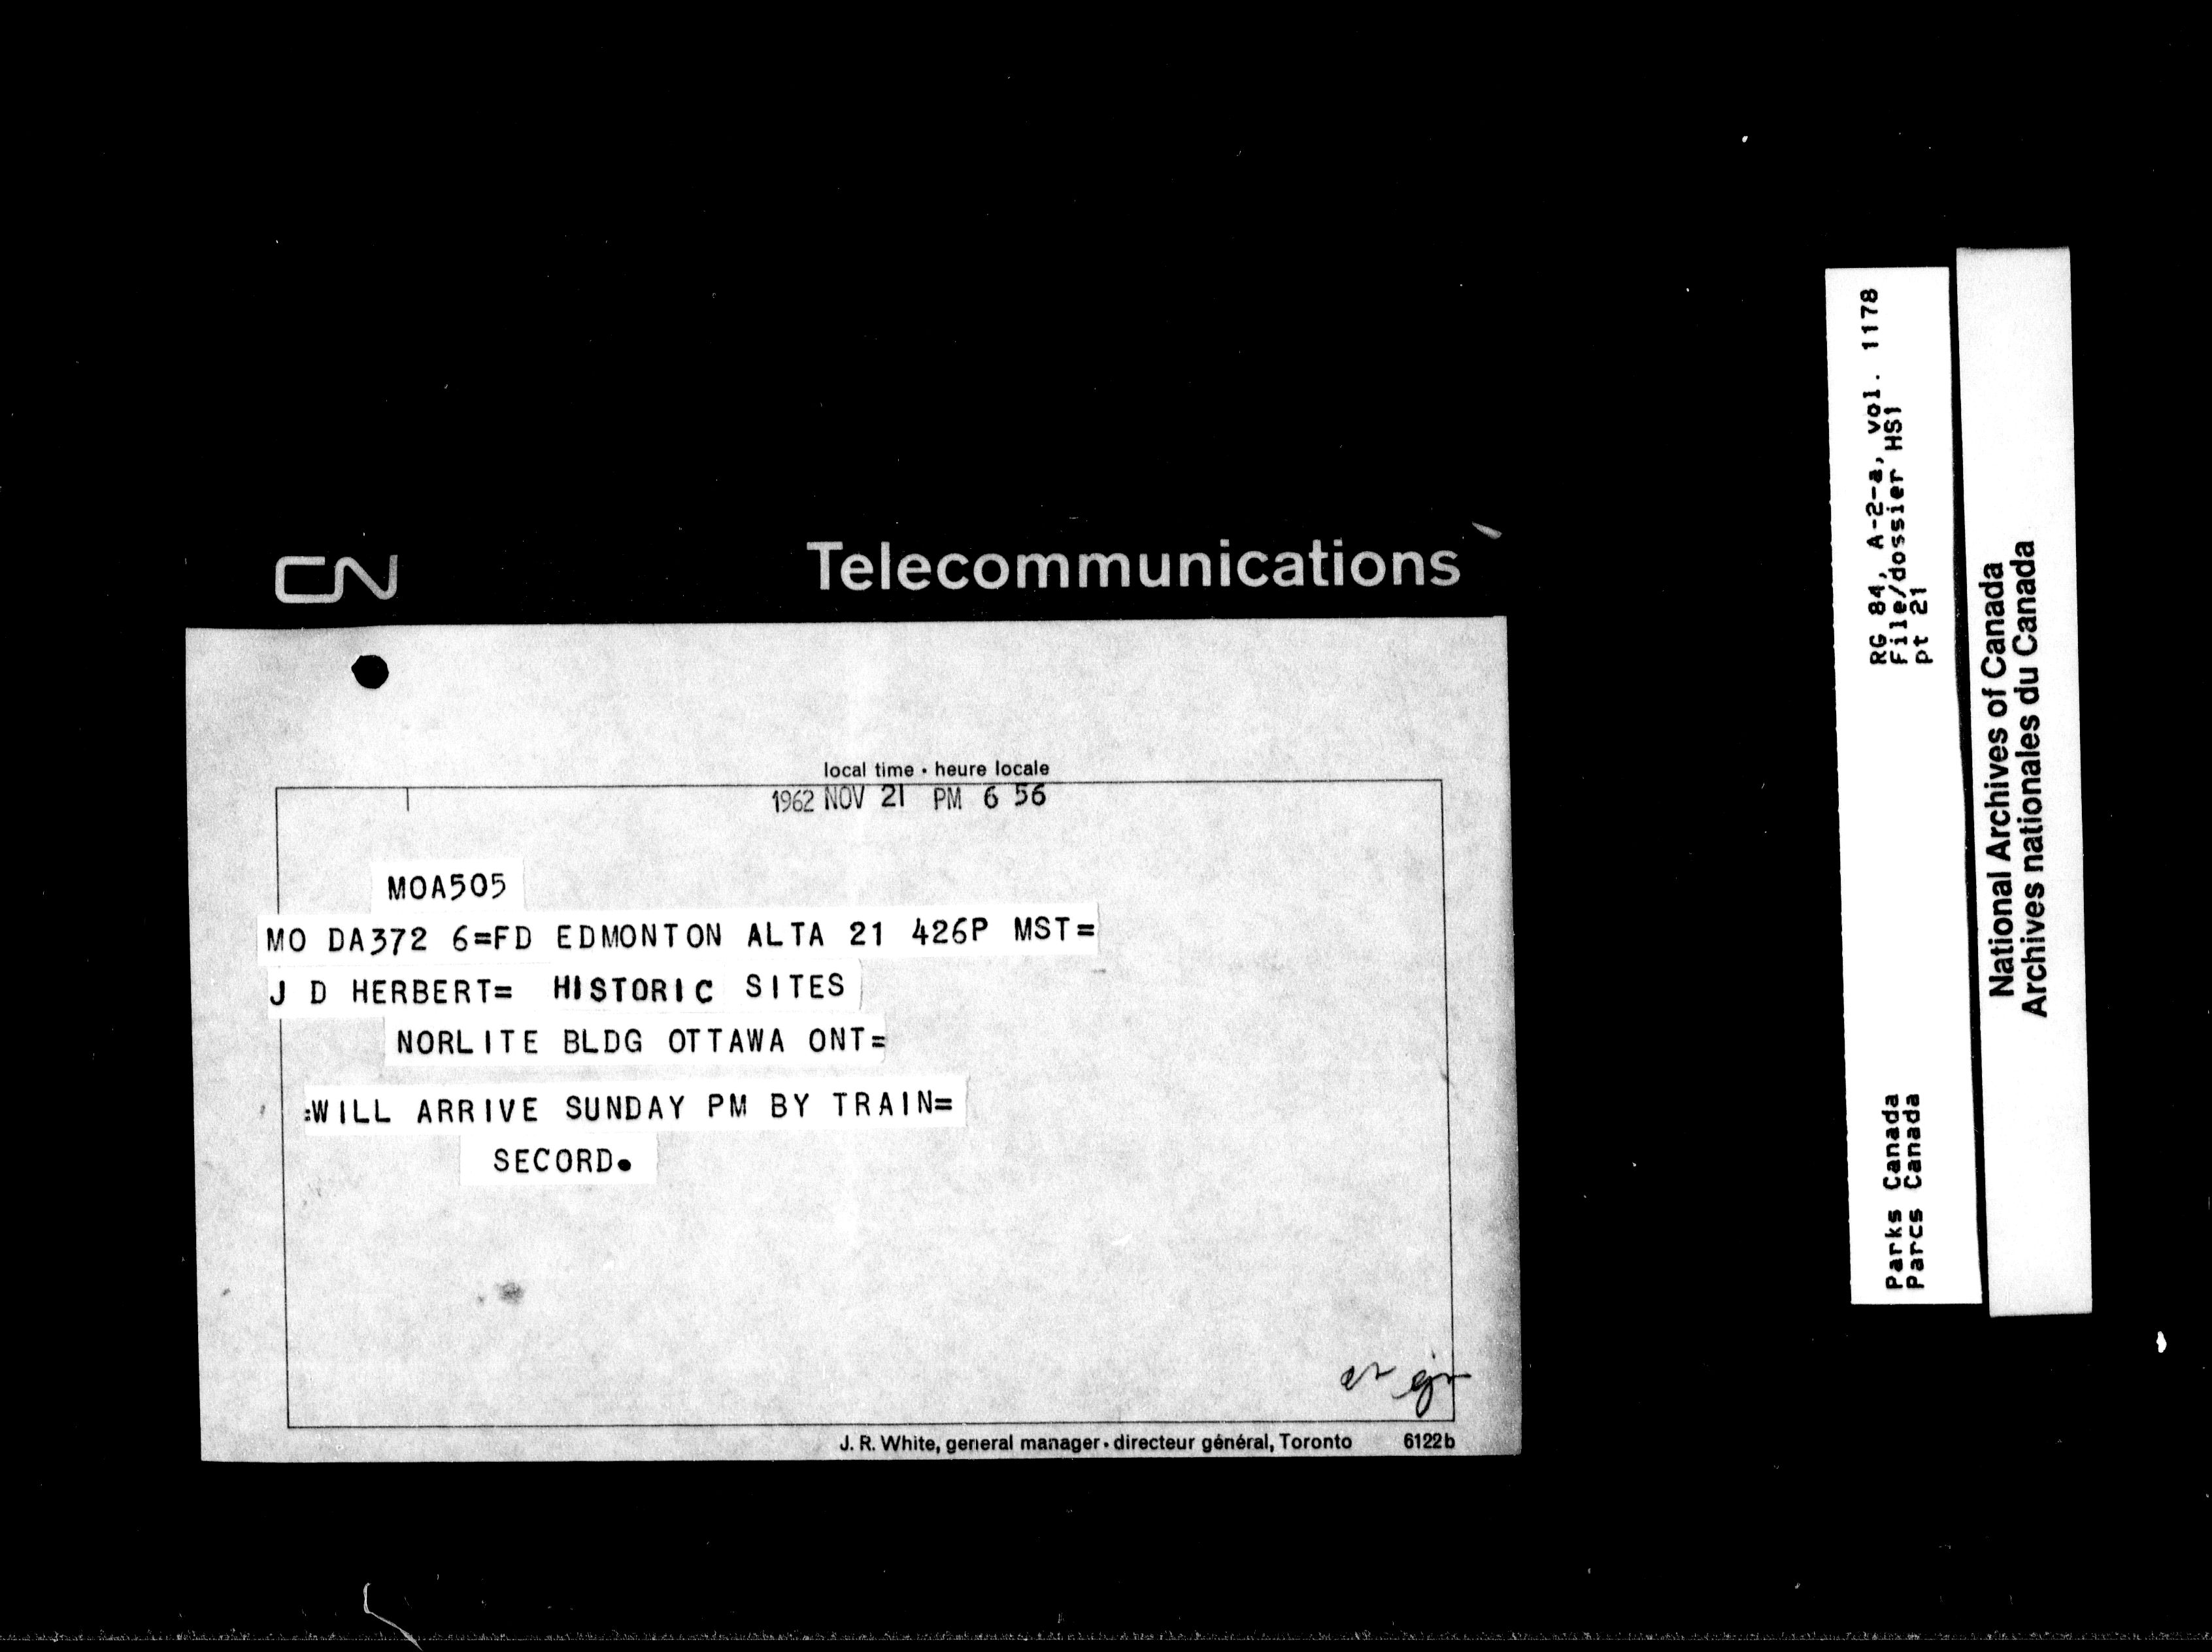 CN Telecommunications
local time • heure locale
1962 NOV 21 PM 6 56
MOA505
MO DA372 6=FD EDMONTON ALTA 21 426P MST=
J D HERBERT= HISTORIC SITES
NORLITE BLDG OTTAWA ONT=
=WILL ARRIVE SUNDAY PM BY TRAIN=
SECORD.
J. R. White, general manager • directeur général, Toronto 6122b
RG 84, A-2-a, vol. 1178
File/dossier HS1
pt 21
Parks Canada
Parcs Canada
National Archives of Canada
Archives nationales du Canada